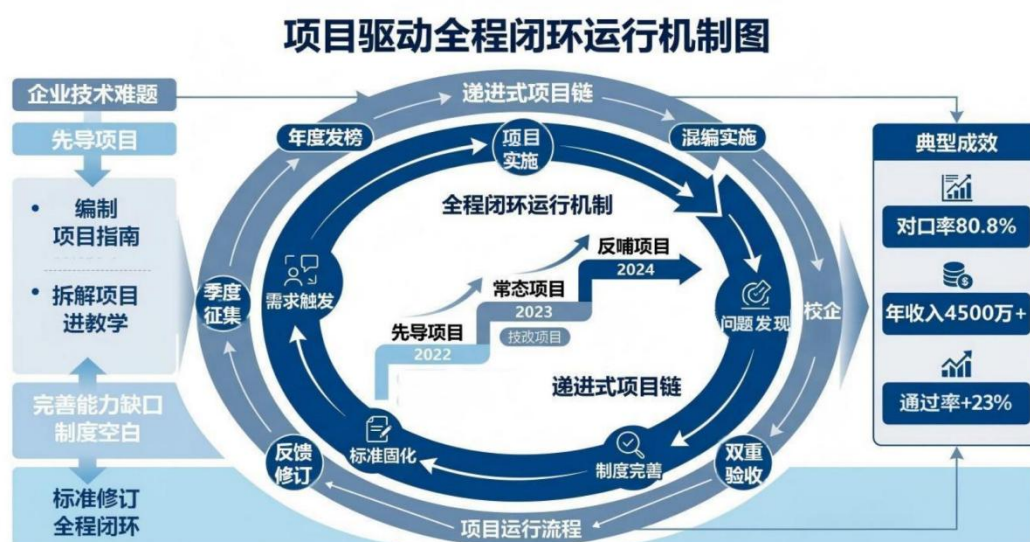 项目驱动全程闭环运行机制图
企业技术难题
先导项目
• 编制
项目指南
• 拆解项目
进教学
完善能力缺口
制度空白
标准修订
全程闭环
递进式项目链
年度发榜
混编实施
季度
征集
校企
反馈
修订
双重
验收
项目运行流程
项目
实施
需求触发
问题发现
标准固化
制度完善
全程闭环运行机制
先导项目
2022
常态项目
2023
技改项目
反哺项目
2024
递进式项目链
典型成效
对口率80.8%
年收入4500万+
通过率+23%